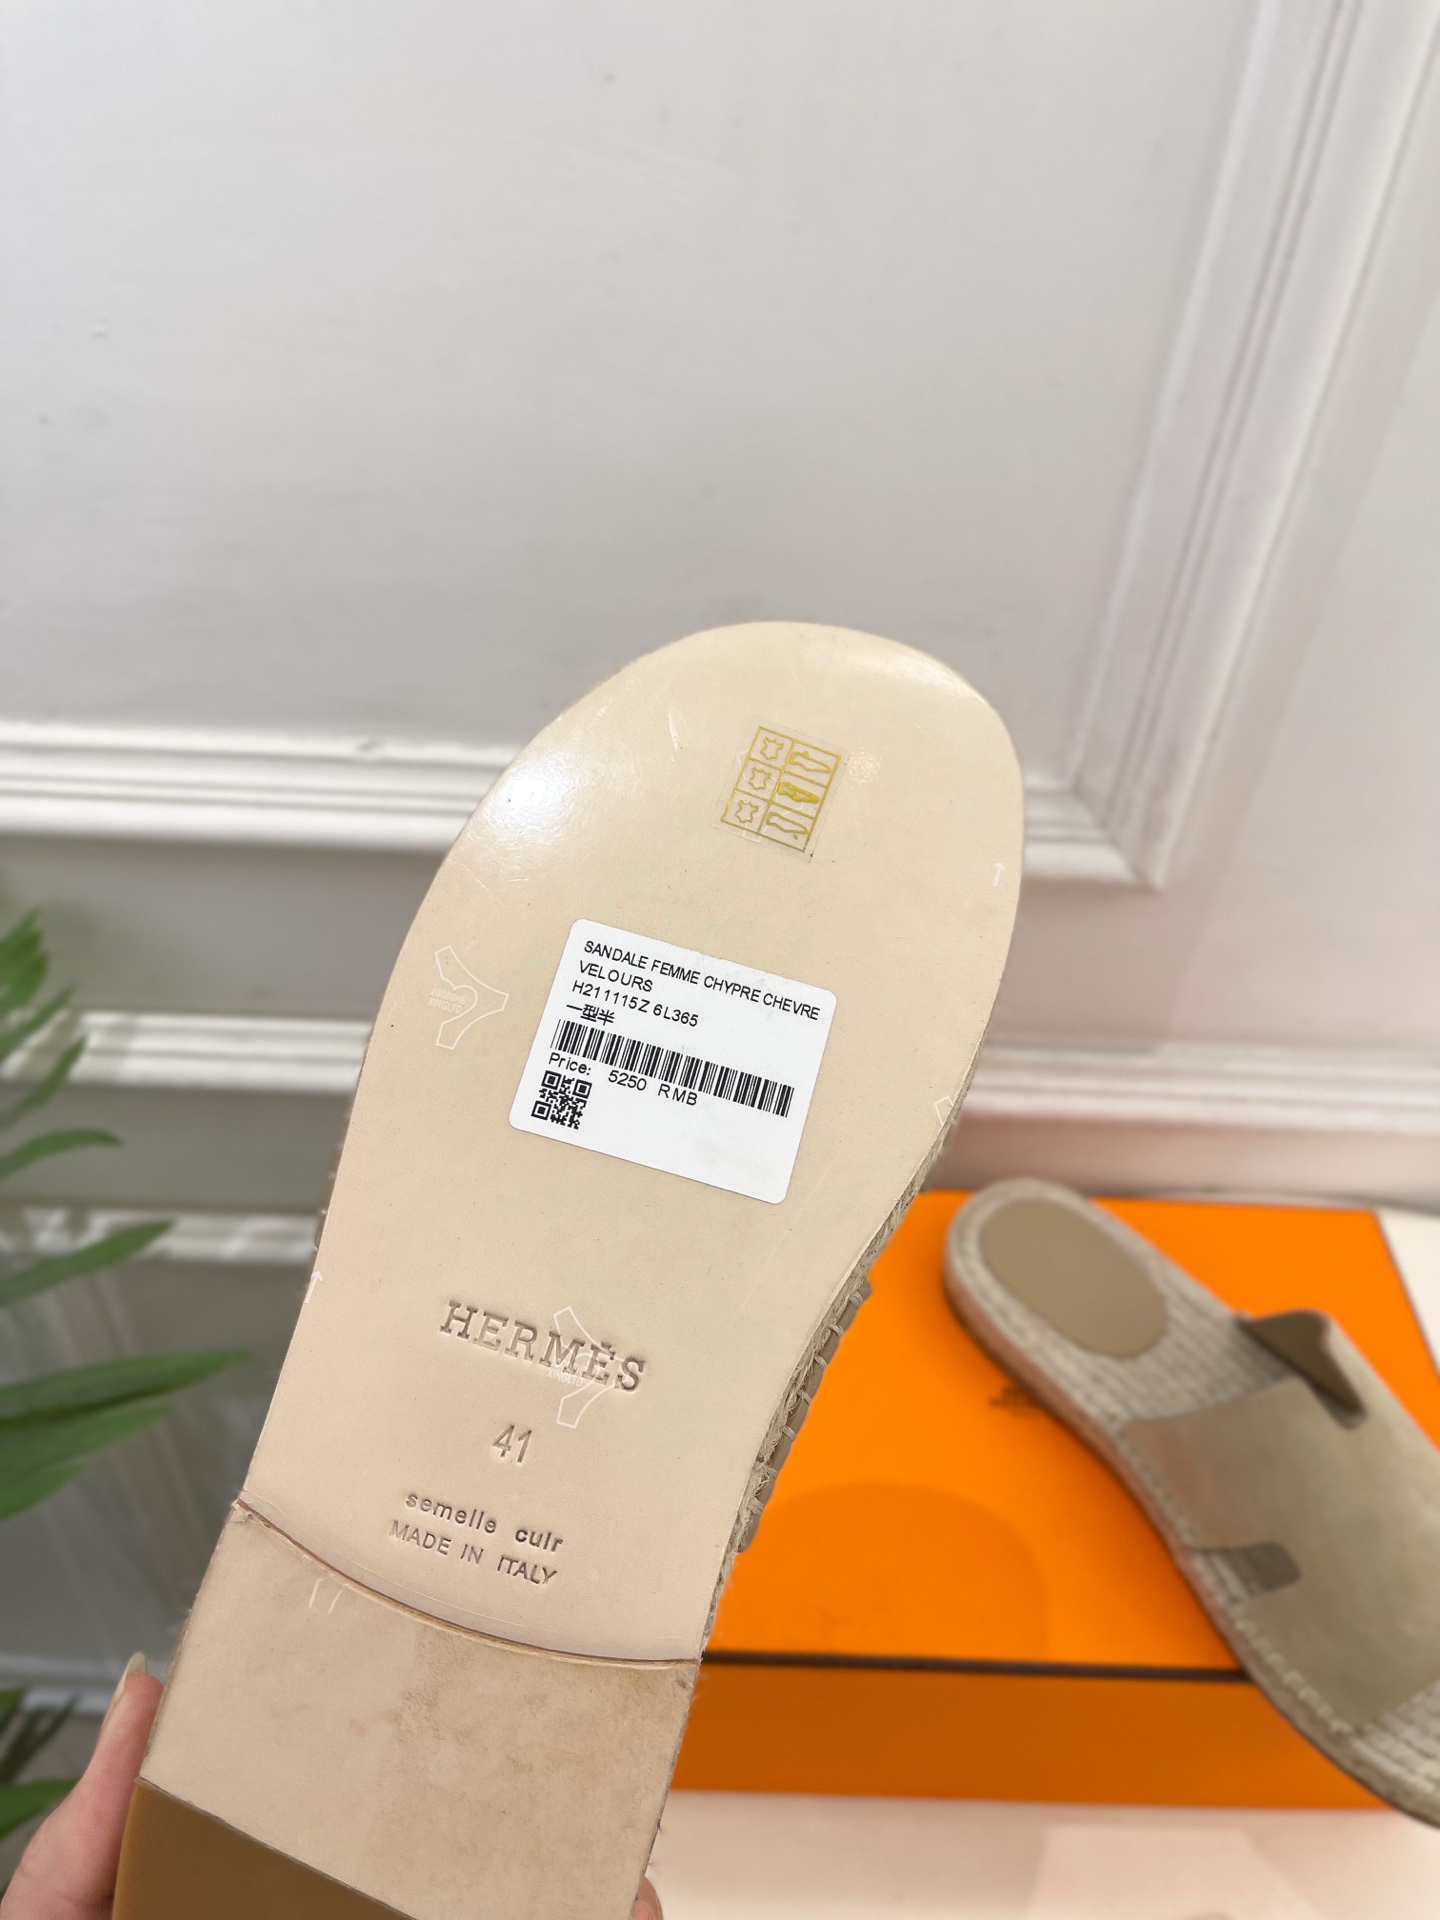 SANDALE FEMME CHYPRE CHEVRE
VELOURS
H211115Z 6L365
一型半
Price: 5250 RMB
HERMÈS
41
semelle cuir
MADE IN ITALY